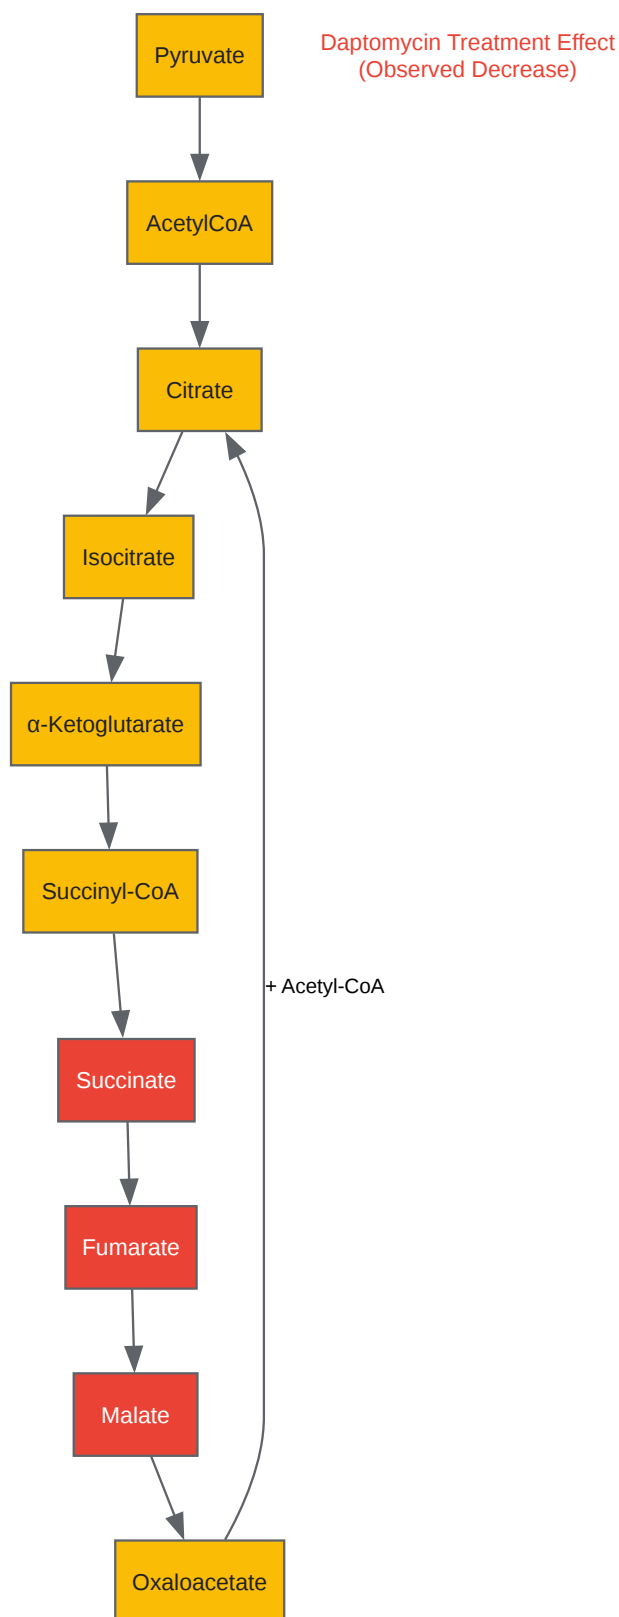 Pyruvate
Daptomycin Treatment Effect
(Observed Decrease)
AcetylCoA
Citrate
Isocitrate
α-Ketoglutarate
Succinyl-CoA
+ Acetyl-CoA
Succinate
Fumarate
Malate
Oxaloacetate